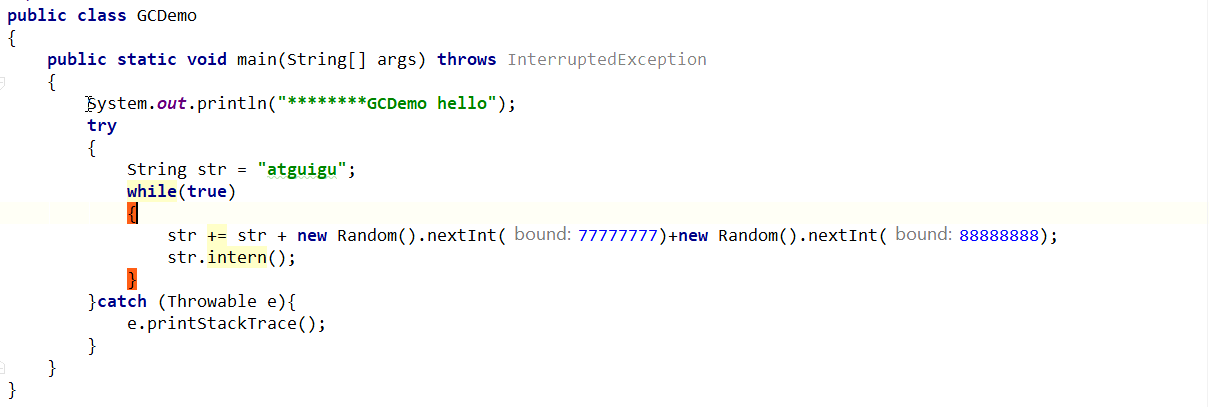 public class GCDemo
{
    public static void main(String[] args) throws InterruptedException
    {
        System.out.println("********GCDemo hello");
        try
        {
            String str = "atguigu";
            while(true)
            {
                str += str + new Random().nextInt( bound: 77777777)+new Random().nextInt( bound: 88888888);
                str.intern();
            }
        }catch (Throwable e){
            e.printStackTrace();
        }
    }
}